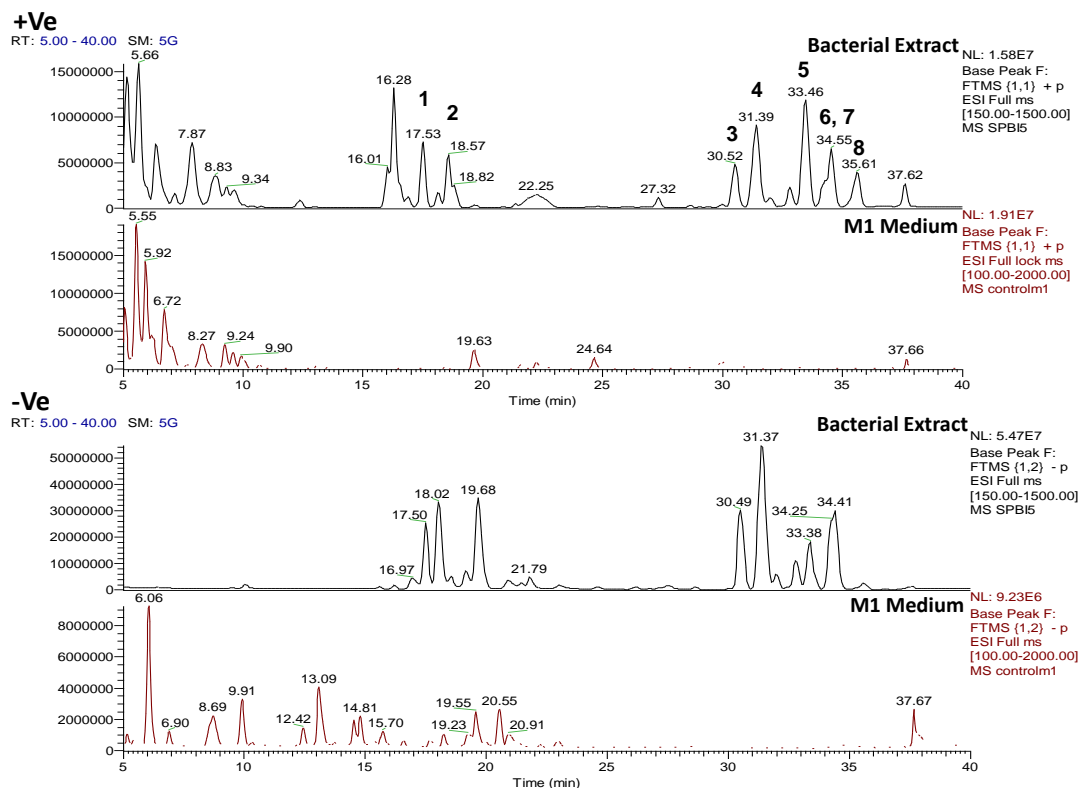 +Ve
RT: 5.00 - 40.00 SM: 5G
Bacterial Extract
NL: 1.58E7
Base Peak F:
FTMS {1,1} + p
ESI Full ms
[150.00-1500.00]
MS SPBI5
15000000
10000000
5000000
0
5.66
7.87
8.83
9.34
16.01
16.28
1
17.53
2
18.57
18.82
22.25
27.32
3
30.52
4
31.39
5
33.46
6, 7
34.55
8
35.61
37.62
M1 Medium
NL: 1.91E7
Base Peak F:
FTMS {1,1} + p
ESI Full lock ms
[100.00-2000.00]
MS controlm1
15000000
10000000
5000000
0
5.55
5.92
6.72
8.27
9.24
9.90
19.63
24.64
37.66
5 10 15 20 25 30 35 40
Time (min)
-Ve
RT: 5.00 - 40.00 SM: 5G
Bacterial Extract
NL: 5.47E7
Base Peak F:
FTMS {1,2} - p
ESI Full ms
[150.00-1500.00]
MS SPBI5
50000000
40000000
30000000
20000000
10000000
0
16.97
17.50
18.02
19.68
21.79
30.49
31.37
33.38
34.25
34.41
M1 Medium
NL: 9.23E6
Base Peak F:
FTMS {1,2} - p
ESI Full ms
[100.00-2000.00]
MS controlm1
8000000
6000000
4000000
2000000
0
6.06
6.90
8.69
9.91
12.42
13.09
14.81
15.70
19.23
19.55
20.55
20.91
37.67
5 10 15 20 25 30 35 40
Time (min)